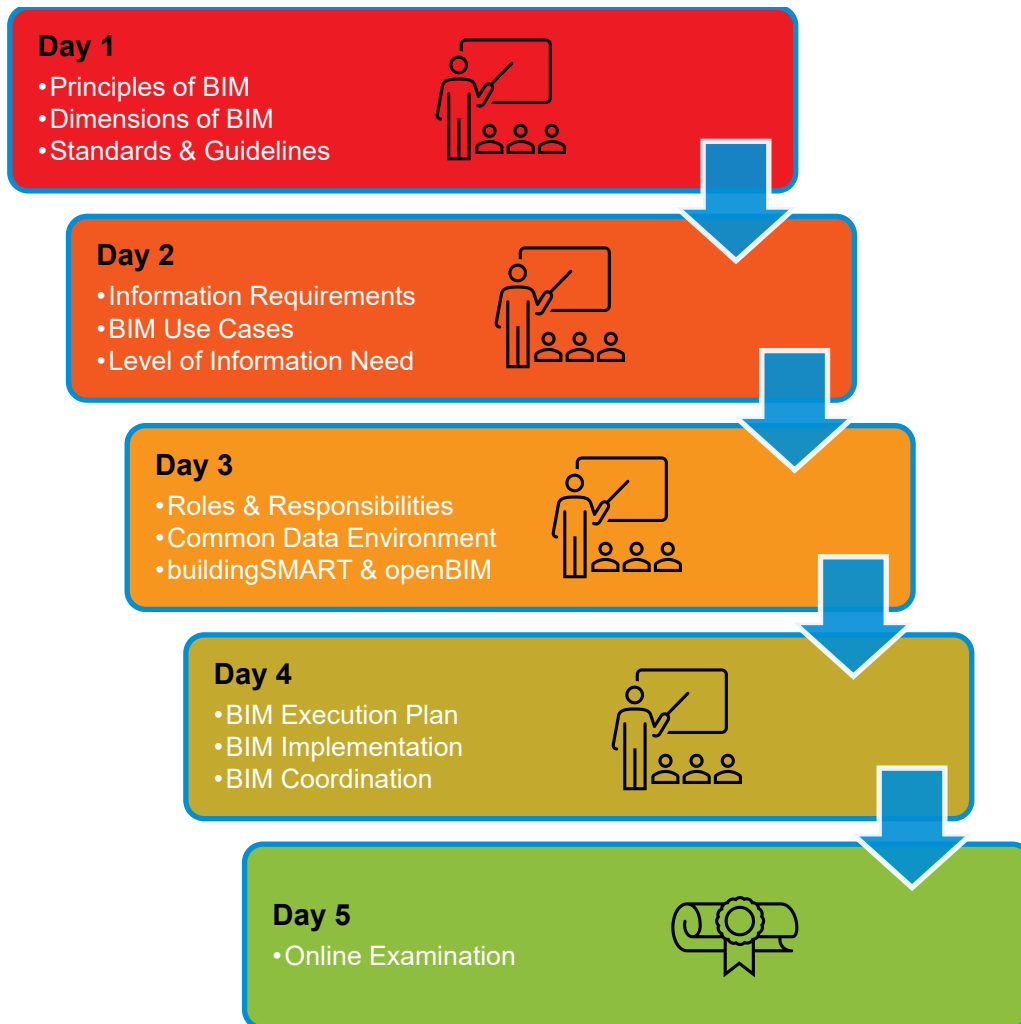 Day 1
•Principles of BIM
•Dimensions of BIM
•Standards & Guidelines
Day 2
•Information Requirements
•BIM Use Cases
•Level of Information Need
Day 3
•Roles & Responsibilities
•Common Data Environment
•buildingSMART & openBIM
Day 4
•BIM Execution Plan
•BIM Implementation
•BIM Coordination
Day 5
•Online Examination